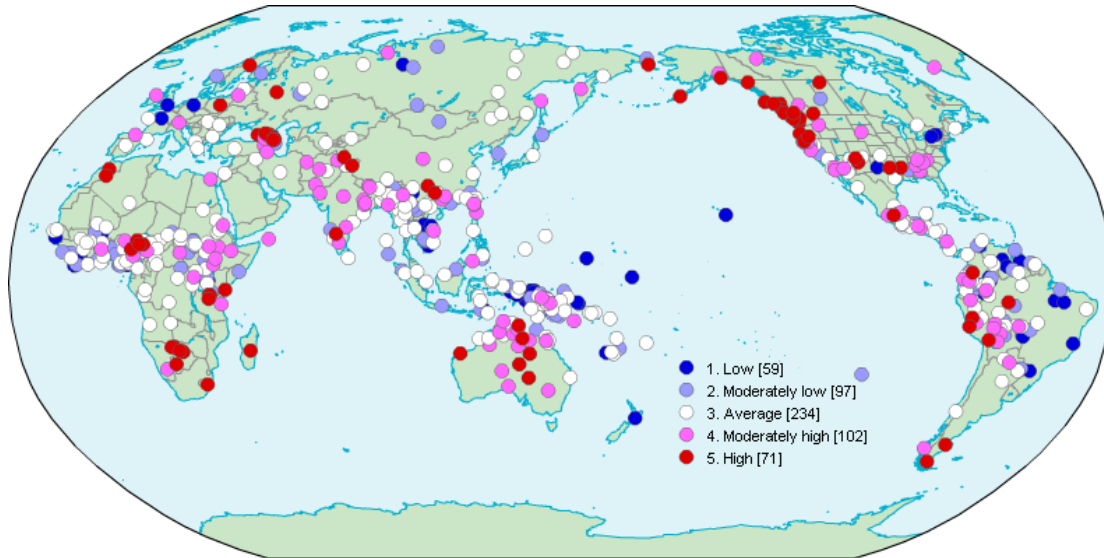 1. Low [59]
2. Moderately low [97]
3. Average [234]
4. Moderately high [102]
5. High [71]